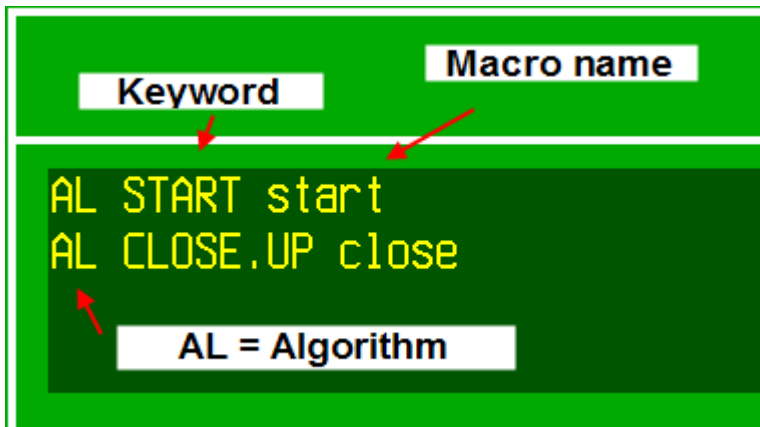 Macro name
Keyword
AL START start
AL CLOSE.UP close
AL = Algorithm